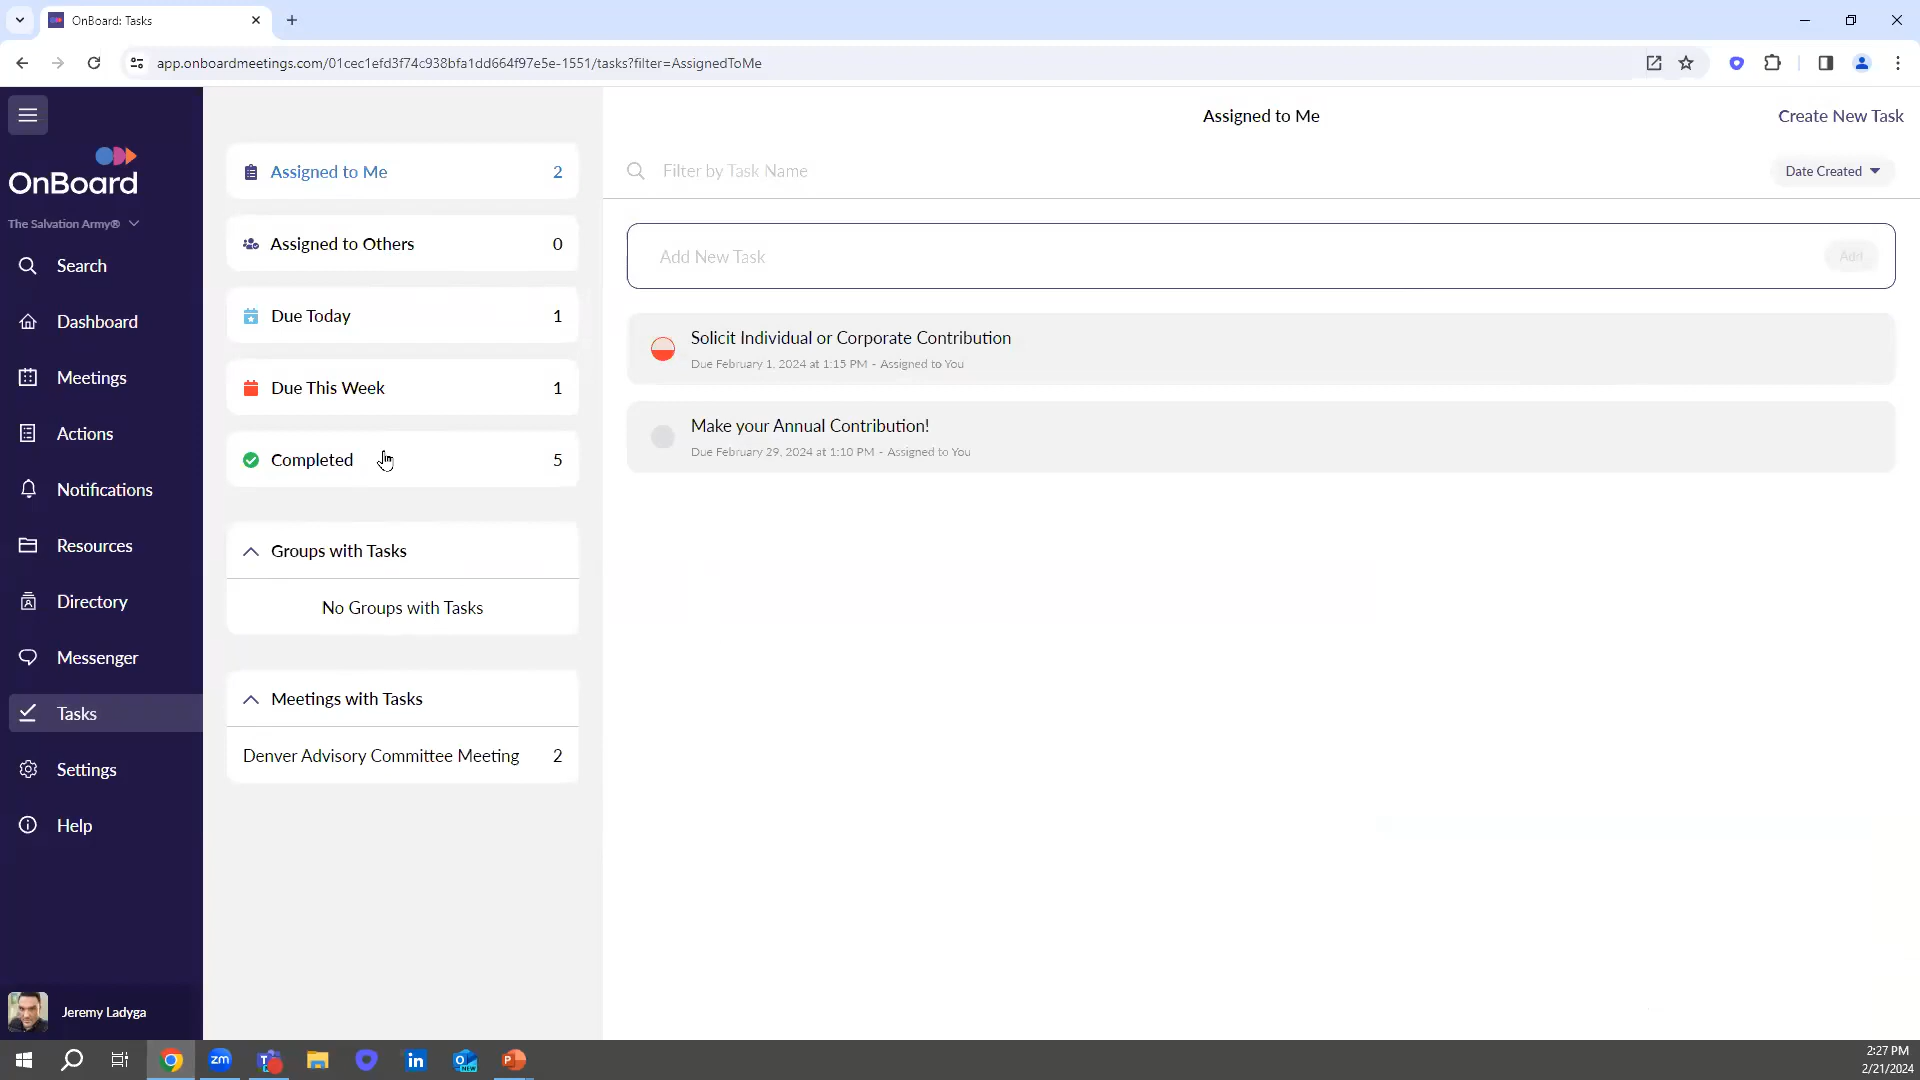 OnBoard: Tasks
app.onboardmeetings.com/01cec1efd3f74c938bfa1dd664f97e5e-1551/tasks?filter=AssignedToMe
OnBoard
The Salvation Army®
Search
Dashboard
Meetings
Actions
Notifications
Resources
Directory
Messenger
Tasks
Settings
Help
Jeremy Ladyga
Assigned to Me 2
Assigned to Others 0
Due Today 1
Due This Week 1
Completed 5
Groups with Tasks
No Groups with Tasks
Meetings with Tasks
Denver Advisory Committee Meeting 2
Assigned to Me
Create New Task
Filter by Task Name
Date Created
Add New Task
Add
Solicit Individual or Corporate Contribution
Due February 1, 2024 at 1:15 PM - Assigned to You
Make your Annual Contribution!
Due February 29, 2024 at 1:10 PM - Assigned to You
zm
in
NEW
P
2:27 PM
2/21/2024